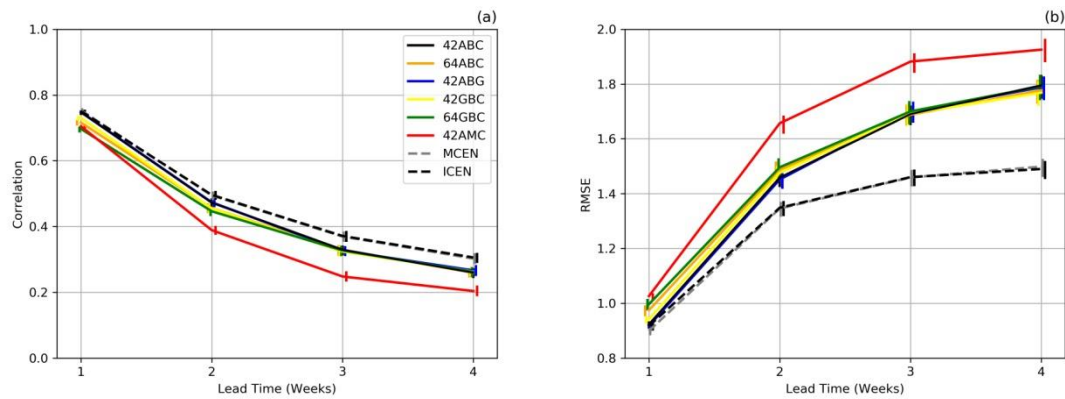 (a)
1.0
0.8
0.6
0.4
0.2
0.0
Correlation
1 2 3 4
Lead Time (Weeks)
42ABC
64ABC
42ABG
42GBC
64GBC
42AMC
MCEN
ICEN
(b)
2.0
1.8
1.6
1.4
1.2
1.0
0.8
RMSE
1 2 3 4
Lead Time (Weeks)